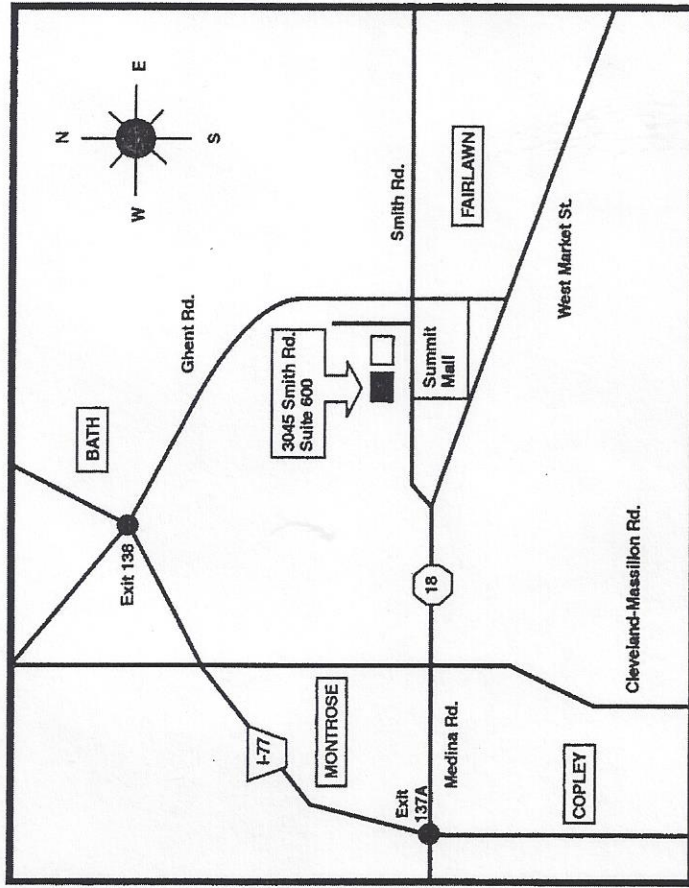 N
W
E
S
BATH
Ghent Rd.
Exit 138
3045 Smith Rd.
Suite 600
Smith Rd.
I-77
MONTROSE
Summit
Mall
FAIRLAWN
18
Exit
137A
Medina Rd.
West Market St.
COPLEY
Cleveland-Massillon Rd.